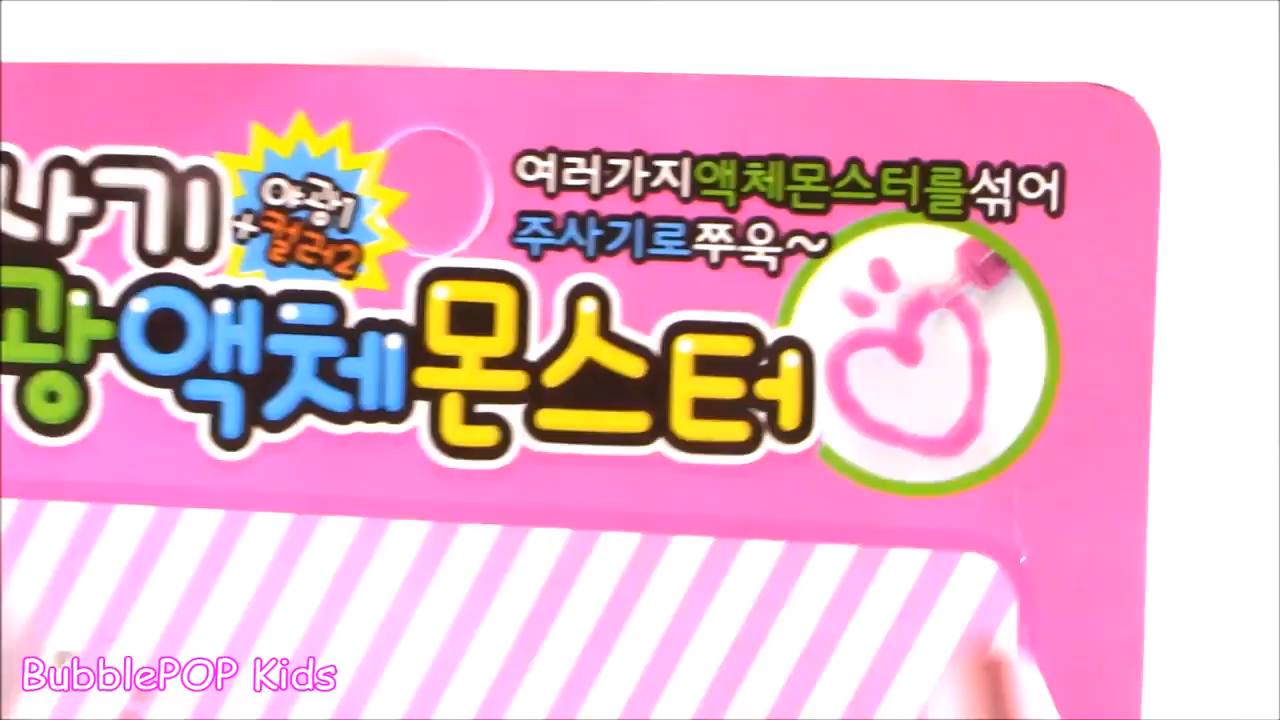 사기
야광1
+컬러2
여러가지액체몬스터를섞어
주사기로쭈욱~
광액체몬스터
BubblePOP Kids